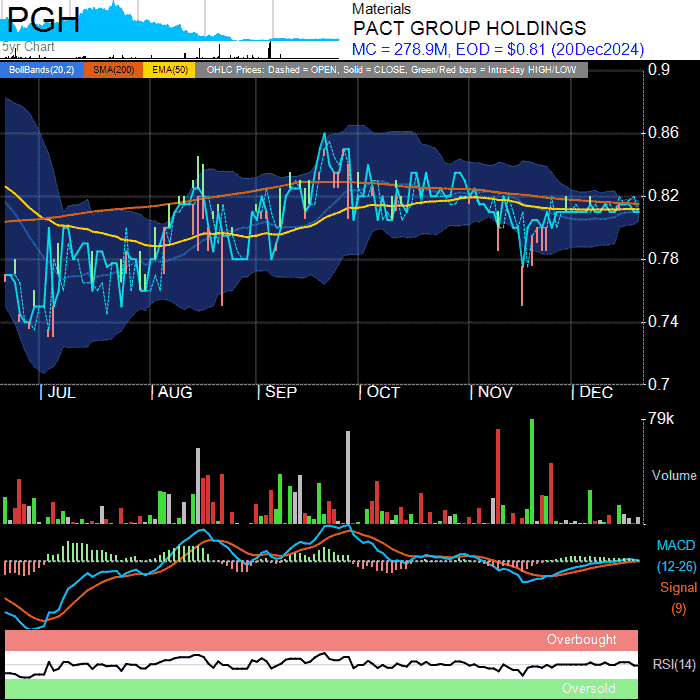 PGH
5yr Chart
Materials
PACT GROUP HOLDINGS
MC = 278.9M, EOD = $0.81 (20Dec2024)
BollBands(20,2) SMA(200) EMA(50) OHLC Prices: Dashed = OPEN, Solid = CLOSE, Green/Red bars = Intra-day HIGH/LOW
0.9
0.86
0.82
0.78
0.74
0.7
| JUL | AUG | SEP | OCT | NOV | DEC
79k
Volume
MACD
(12-26)
Signal
(9)
Overbought
RSI(14)
Oversold